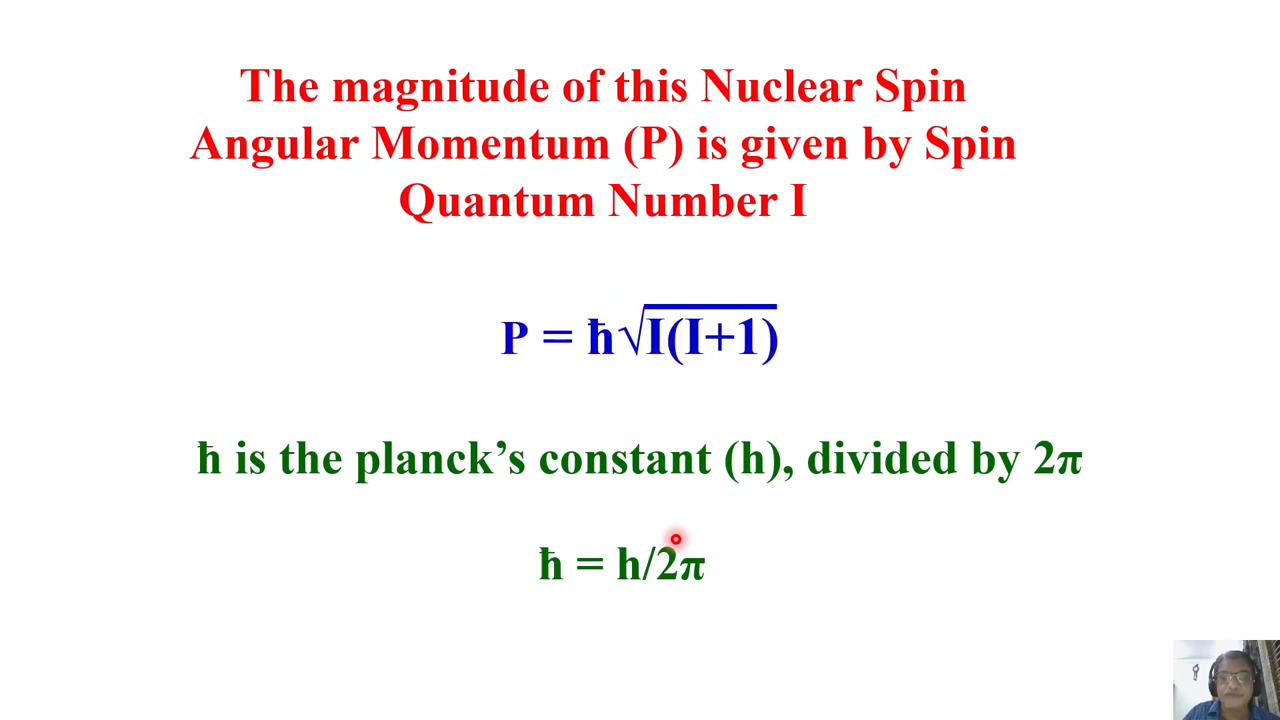 The magnitude of this Nuclear Spin
Angular Momentum (P) is given by Spin
Quantum Number I
P = ħ√I(I+1)
ħ is the planck’s constant (h), divided by 2π
ħ = h/2π